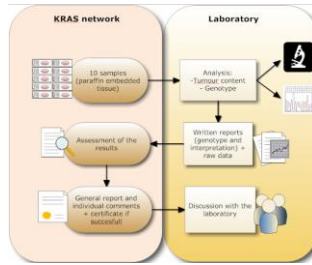 KRAS network
Laboratory
10 samples
(paraffin embedded
tissue)
Analysis:
-Tumour content
- Genotype
Written reports
(genotype and
interpretation) +
raw data
Assessment of the
results
General report and
individual comments
+ certificate if
succesfull
Discussion with the
laboratory